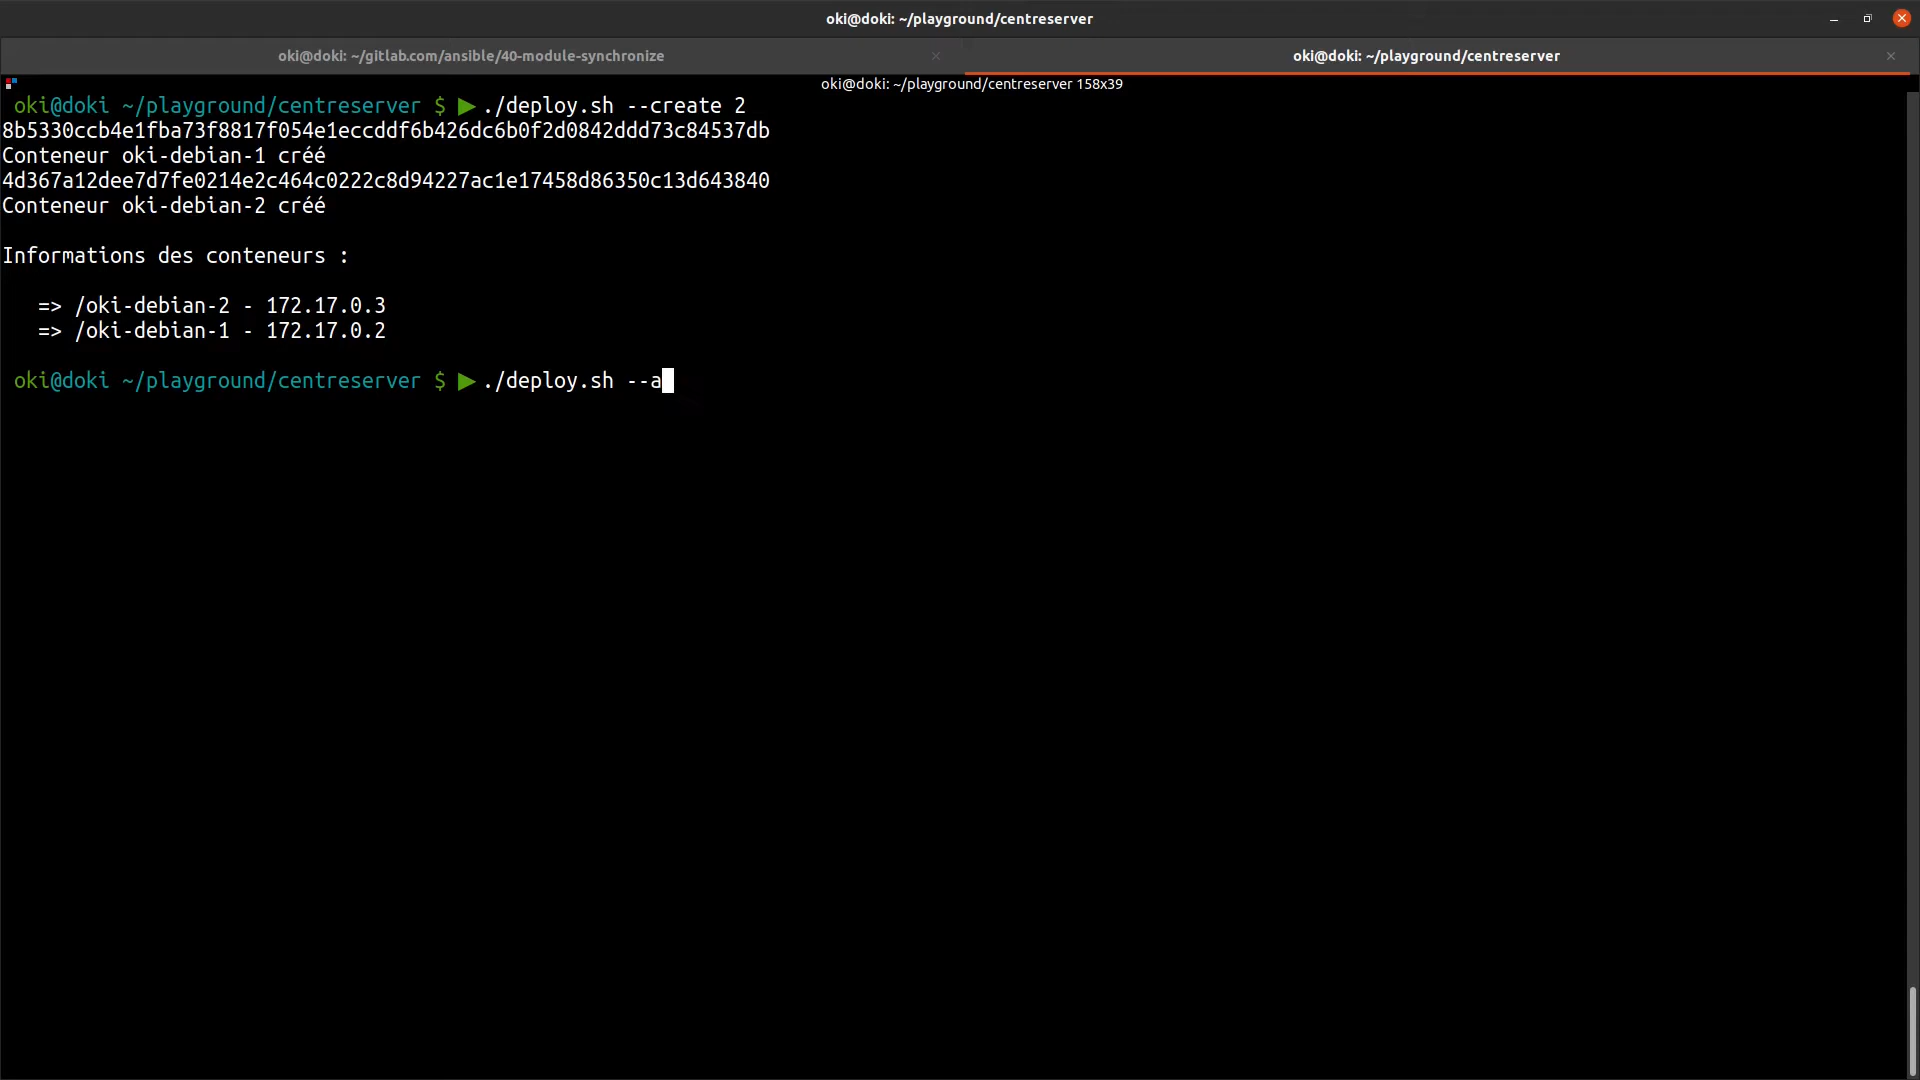 oki@doki: ~/playground/centreserver
oki@doki: ~/gitlab.com/ansible/40-module-synchronize
oki@doki: ~/playground/centreserver
oki@doki: ~/playground/centreserver 158x39
oki@doki ~/playground/centreserver $ ▶ ./deploy.sh --create 2
8b5330ccb4e1fba73f8817f054e1eccddf6b426dc6b0f2d0842ddd73c84537db
Conteneur oki-debian-1 créé
4d367a12dee7d7fe0214e2c464c0222c8d94227ac1e17458d86350c13d643840
Conteneur oki-debian-2 créé
Informations des conteneurs :
=> /oki-debian-2 - 172.17.0.3
=> /oki-debian-1 - 172.17.0.2
oki@doki ~/playground/centreserver $ ▶ ./deploy.sh --a